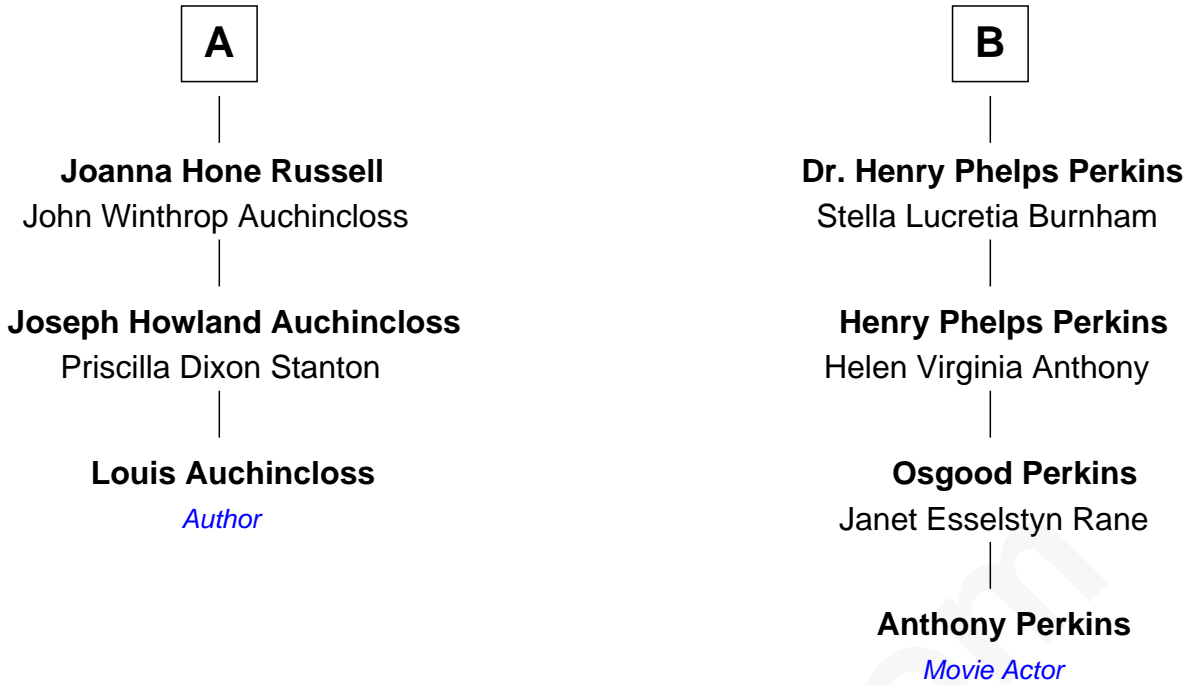 A
Joanna Hone Russell
John Winthrop Auchincloss
Joseph Howland Auchincloss
Priscilla Dixon Stanton
Louis Auchincloss
Author
B
Dr. Henry Phelps Perkins
Stella Lucretia Burnham
Henry Phelps Perkins
Helen Virginia Anthony
Osgood Perkins
Janet Esselstyn Rane
Anthony Perkins
Movie Actor